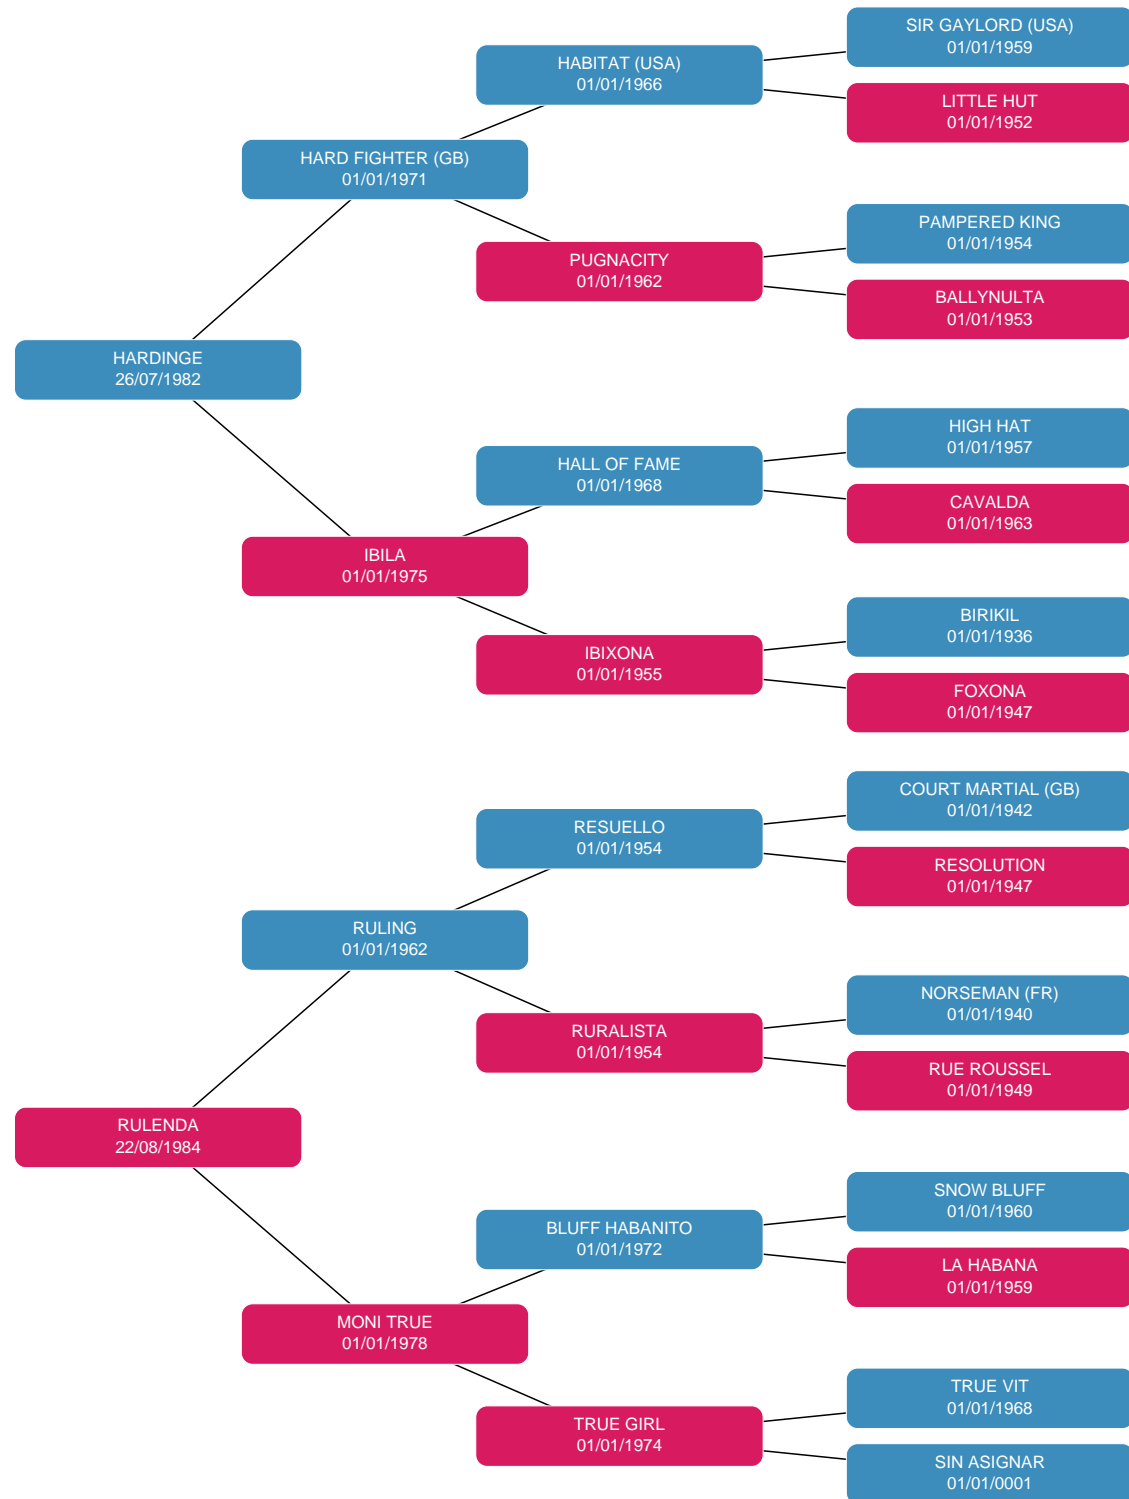 SIR GAYLORD (USA)
01/01/1959
HABITAT (USA)
01/01/1966
LITTLE HUT
01/01/1952
HARD FIGHTER (GB)
01/01/1971
PAMPERED KING
01/01/1954
PUGNACITY
01/01/1962
BALLYNULTA
01/01/1953
HARDINGE
26/07/1982
HIGH HAT
01/01/1957
HALL OF FAME
01/01/1968
CAVALDA
01/01/1963
IBILA
01/01/1975
BIRIKIL
01/01/1936
IBIXONA
01/01/1955
FOXONA
01/01/1947
COURT MARTIAL (GB)
01/01/1942
RESUELLO
01/01/1954
RESOLUTION
01/01/1947
RULING
01/01/1962
NORSEMAN (FR)
01/01/1940
RURALISTA
01/01/1954
RUE ROUSSEL
01/01/1949
RULENDA
22/08/1984
SNOW BLUFF
01/01/1960
BLUFF HABANITO
01/01/1972
LA HABANA
01/01/1959
MONI TRUE
01/01/1978
TRUE VIT
01/01/1968
TRUE GIRL
01/01/1974
SIN ASIGNAR
01/01/0001